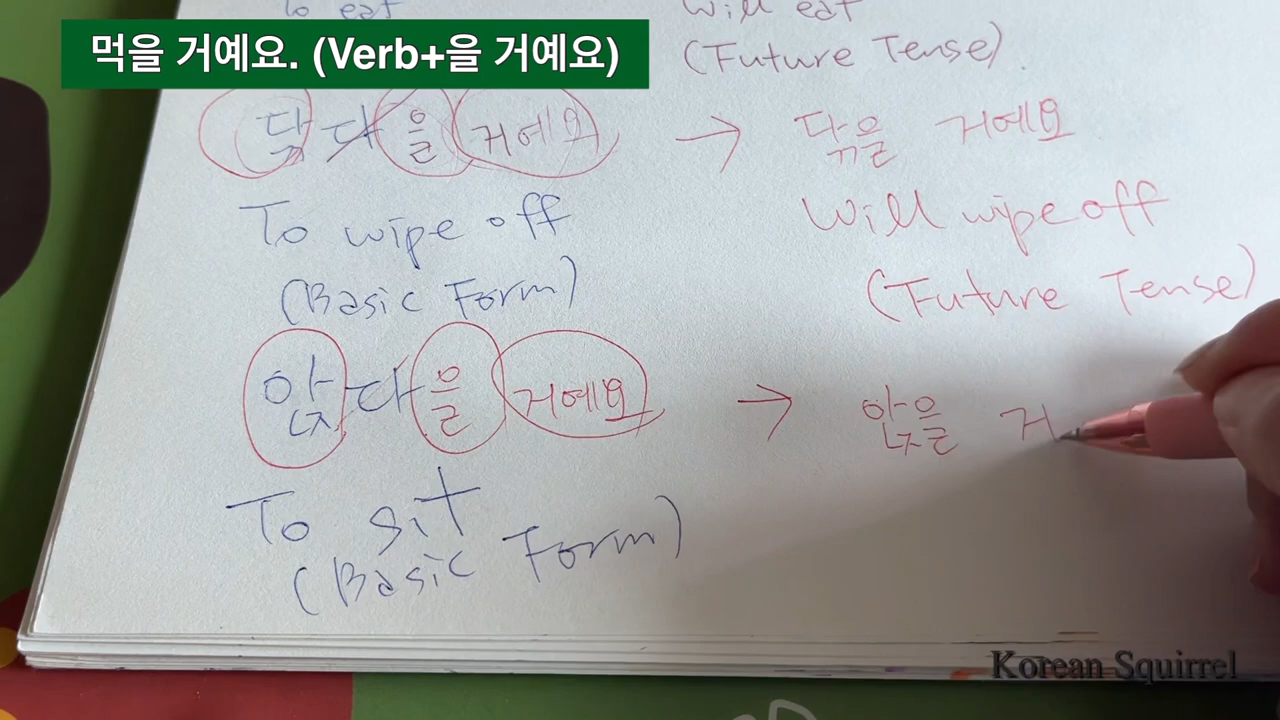 먹을 거예요. (Verb+을 거예요)
To eat
Will eat
(Future Tense)
닦다 을 거예요 → 닦을 거예요
To wipe off
Will wipe off
(Basic Form)
(Future Tense)
앉다 을 거예요 → 앉을 거
To sit
(Basic Form)
Korean Squirrel